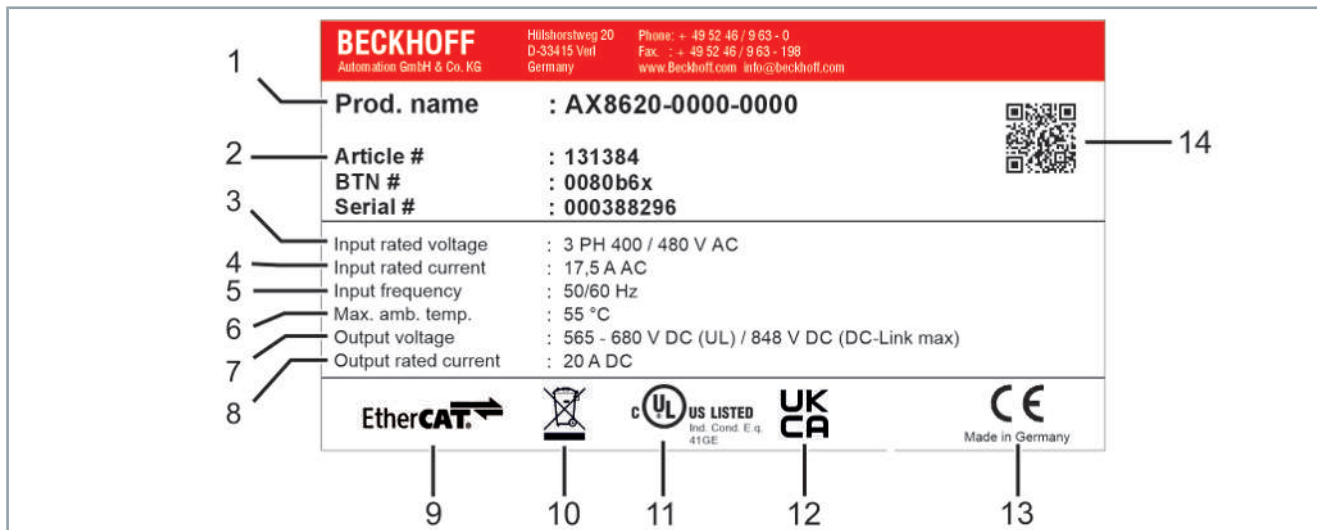 BECKHOFF
Automation GmbH & Co. KG
Hülshorstweg 20
D-33415 Verl
Germany
Phone: + 49 52 46 / 9 63 - 0
Fax. : + 49 52 46 / 9 63 - 198
www.Beckhoff.com info@beckhoff.com
1
Prod. name : AX8620-0000-0000
14
2
Article # : 131384
BTN # : 0080b6x
Serial # : 000388296
3
Input rated voltage : 3 PH 400 / 480 V AC
4
Input rated current : 17,5 A AC
5
Input frequency : 50/60 Hz
6
Max. amb. temp. : 55 °C
7
Output voltage : 565 - 680 V DC (UL) / 848 V DC (DC-Link max)
8
Output rated current : 20 A DC
EtherCAT®
C UL US LISTED
Ind. Cond. E.q.
41GE
UK
CA
CE
Made in Germany
9 10 11 12 13